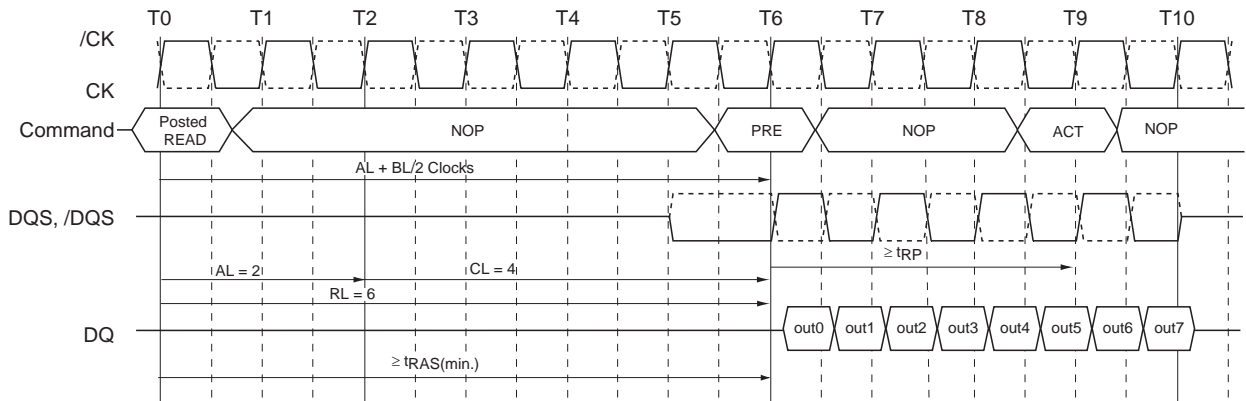 T0 T1 T2 T3 T4 T5 T6 T7 T8 T9 T10
/CK
CK
Command
Posted READ
NOP
PRE
NOP
ACT
NOP
AL + BL/2 Clocks
DQS, /DQS
≥ tRP
AL = 2
CL = 4
RL = 6
DQ
out0 out1 out2 out3 out4 out5 out6 out7
≥ tRAS(min.)